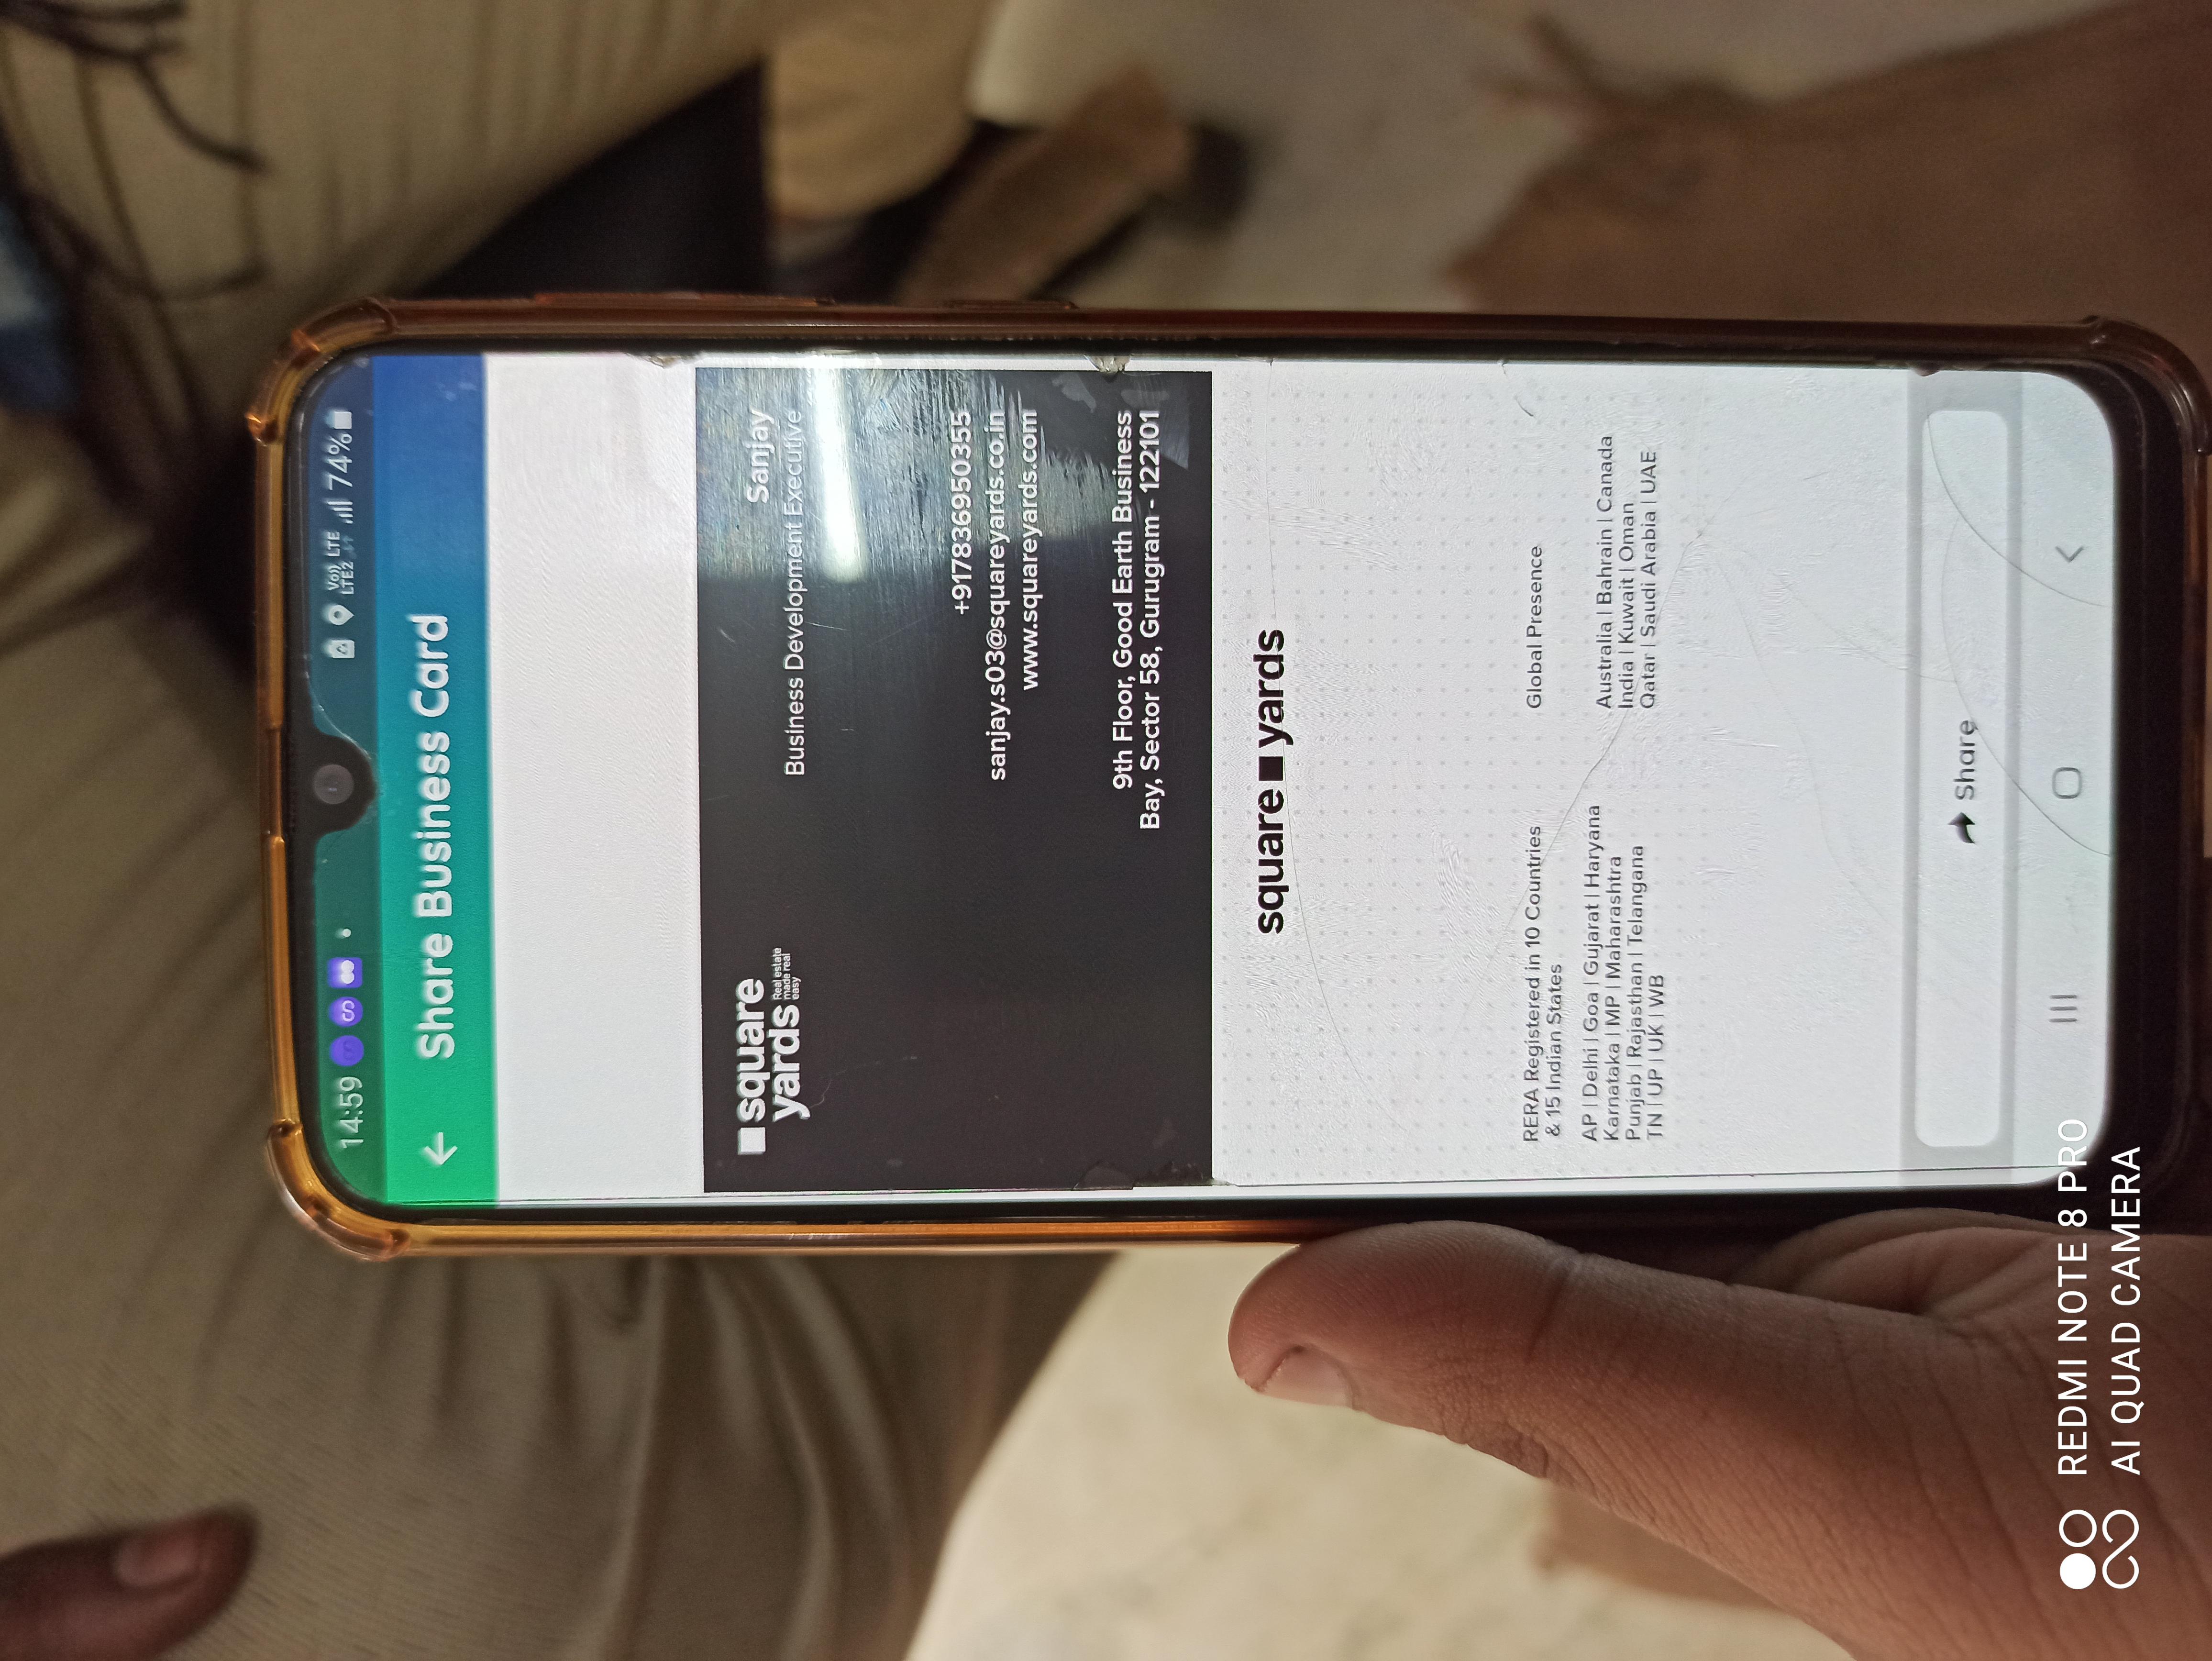 14:59
LTE2
Vo)) LTE
74%
Share Business Card
square
yards
Real estate
made real
easy
Sanjay
Business Development Executive
+917836950355
sanjay.s03@squareyards.co.in
www.squareyards.com
9th Floor, Good Earth Business
Bay, Sector 58, Gurugram - 122101
square yards
RERA Registered in 10 Countries
& 15 Indian States
AP | Delhi | Goa | Gujarat | Haryana
Karnataka | MP | Maharashtra
Punjab | Rajasthan | Telangana
TN | UP | UK | WB
Global Presence
Australia | Bahrain | Canada
India | Kuwait | Oman
Qatar | Saudi Arabia | UAE
Share
REDMI NOTE 8 PRO
AI QUAD CAMERA